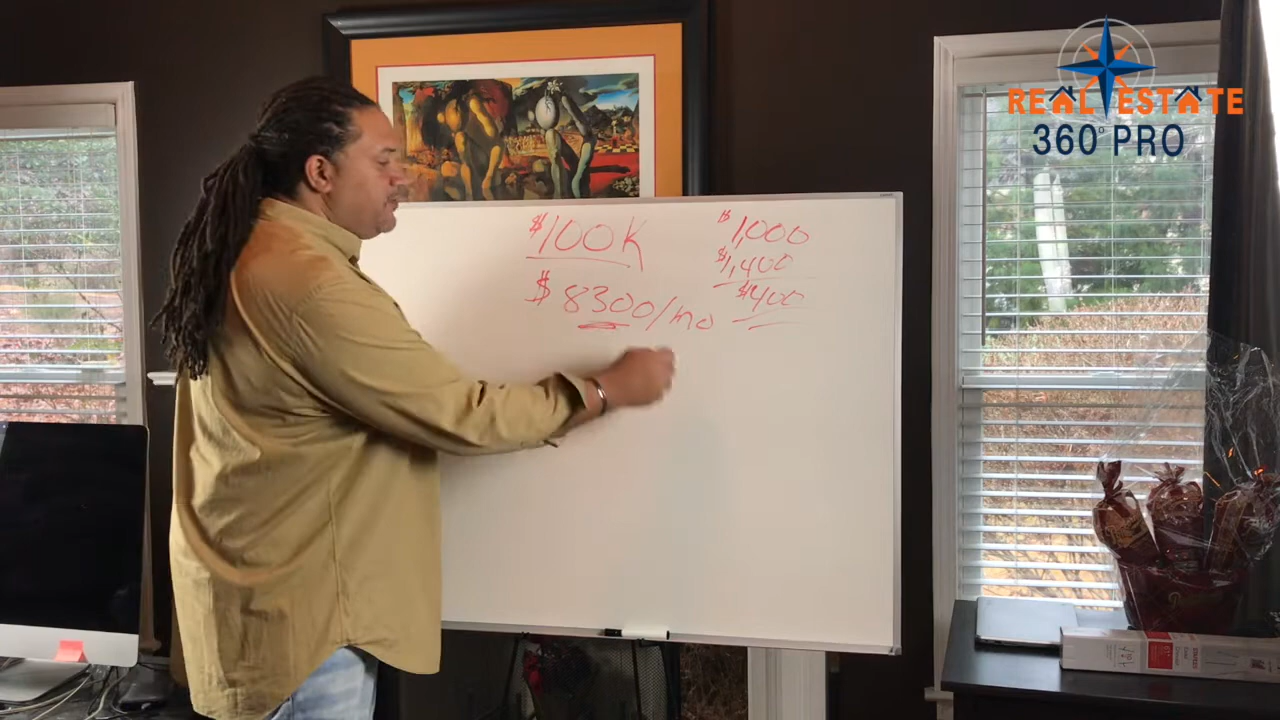 $100K
$8300/mo
$1,000
$1,400
$400
REAL ESTATE
360° PRO